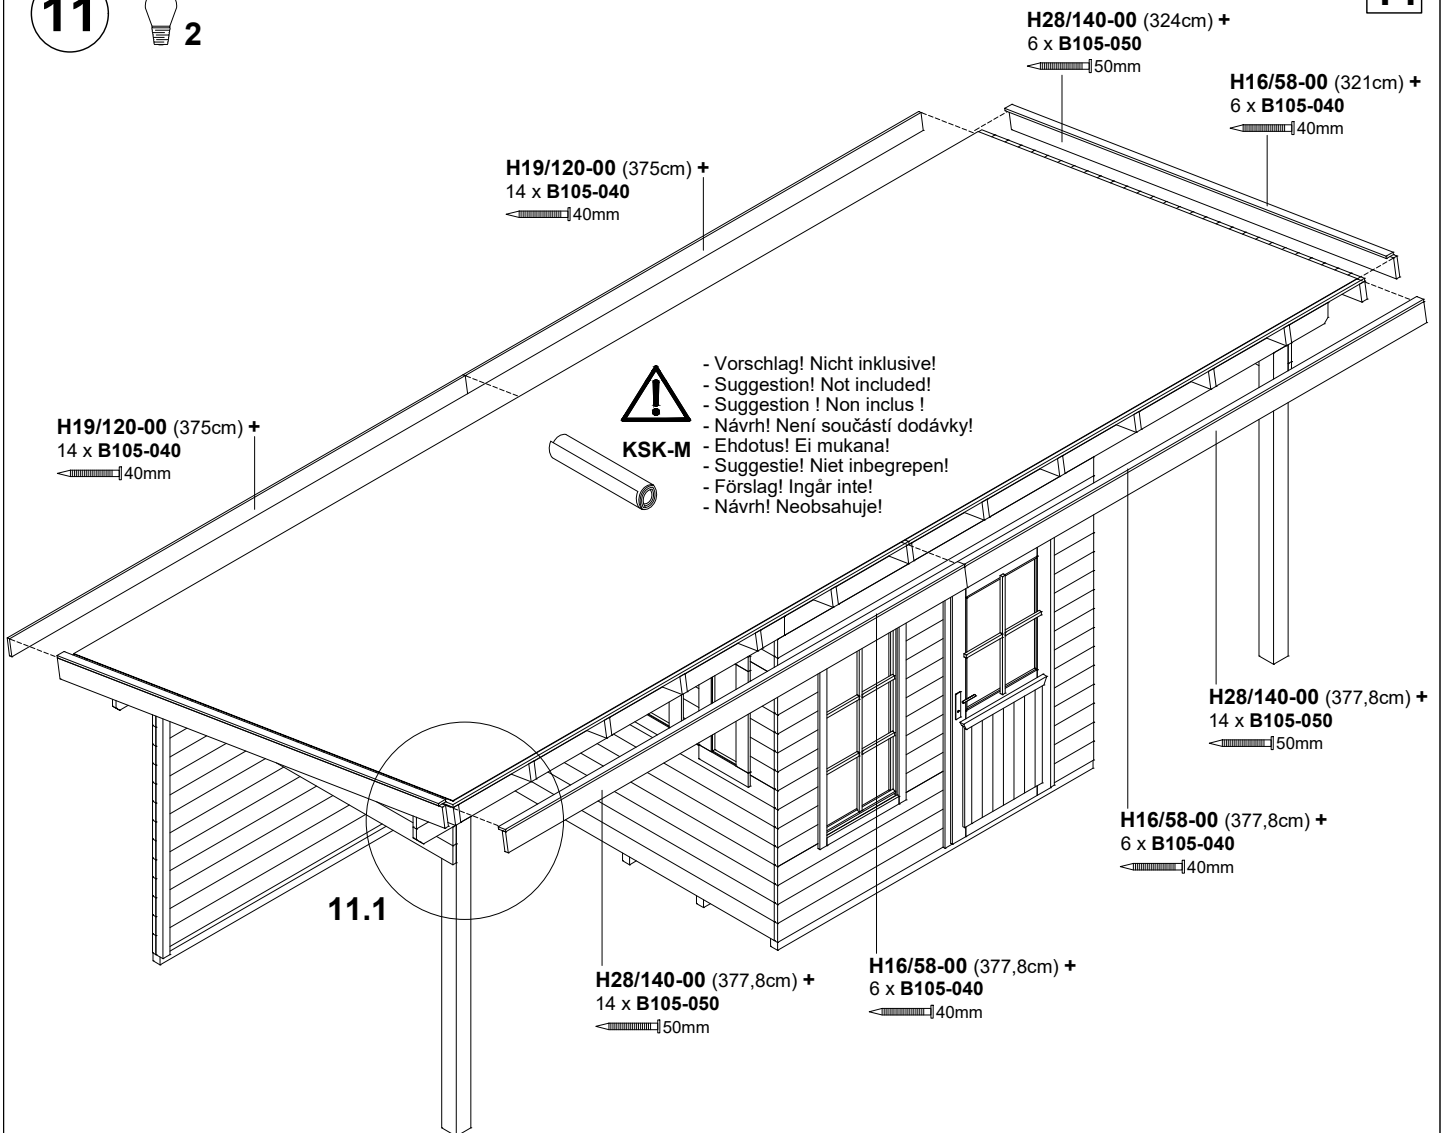 11
2
H28/140-00 (324cm) +
6 x B105-050
50mm
H16/58-00 (321cm) +
6 x B105-040
40mm
H19/120-00 (375cm) +
14 x B105-040
40mm
H19/120-00 (375cm) +
14 x B105-040
40mm
KSK-M
- Vorschlag! Nicht inklusive!
- Suggestion! Not included!
- Suggestion ! Non inclus !
- Návrh! Není součástí dodávky!
- Ehdotus! Ei mukana!
- Suggestie! Niet inbegrepen!
- Förslag! Ingår inte!
- Návrh! Neobsahuje!
H28/140-00 (377,8cm) +
14 x B105-050
50mm
H16/58-00 (377,8cm) +
6 x B105-040
40mm
11.1
H28/140-00 (377,8cm) +
14 x B105-050
50mm
H16/58-00 (377,8cm) +
6 x B105-040
40mm